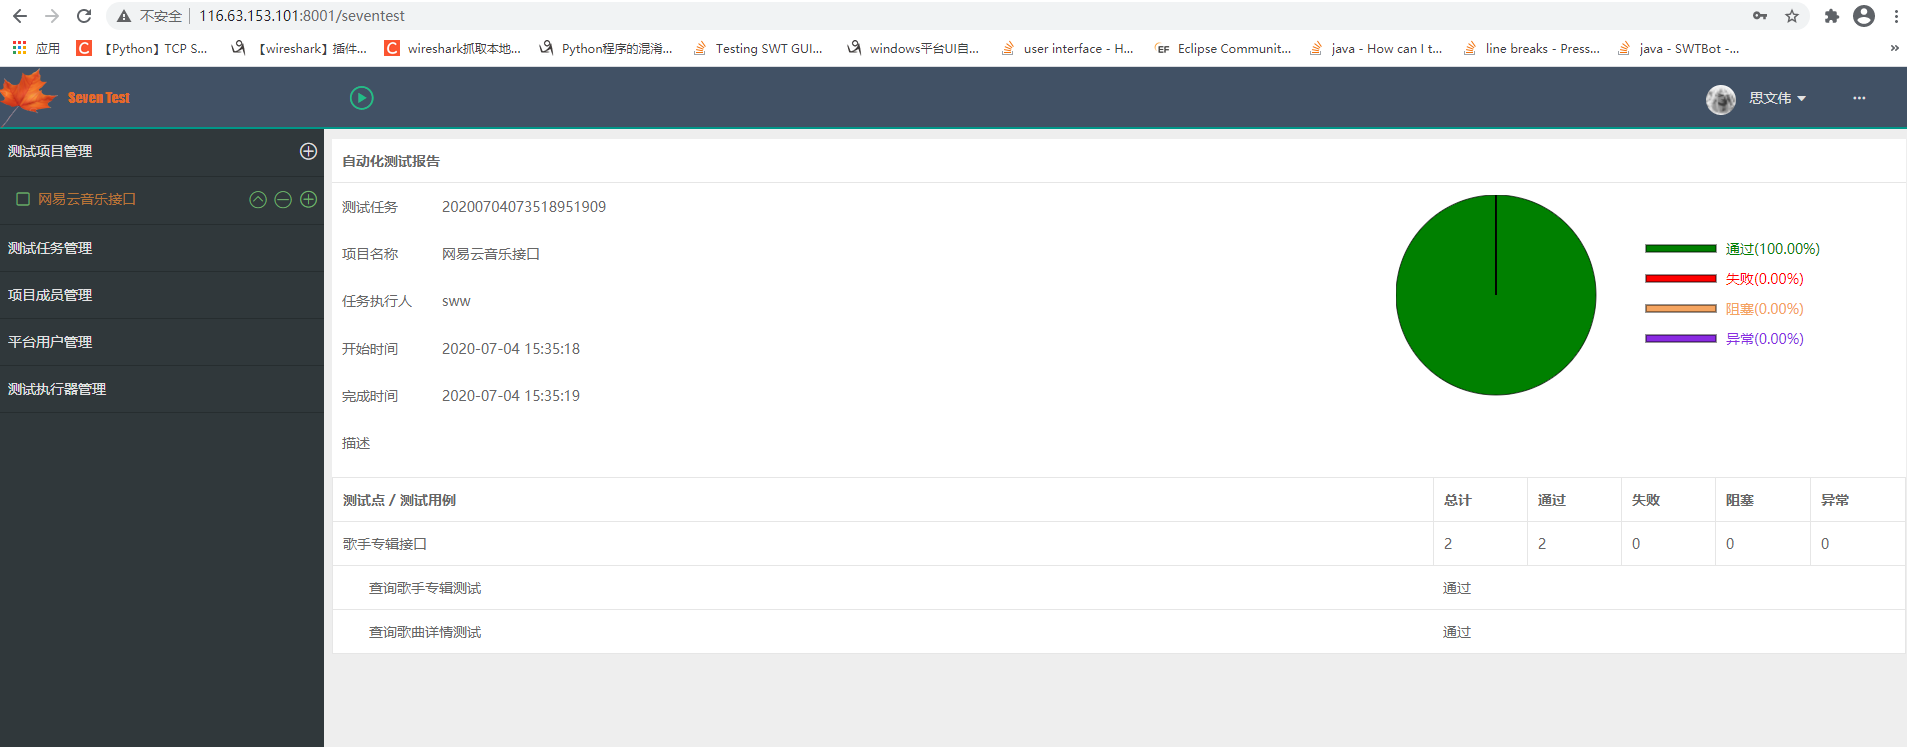 不安全 116.63.153.101:8001/seventest
应用 【Python】TCP S... 【wireshark】插件... wireshark抓取本地... Python程序的混淆... Testing SWT GUI... windows平台UI自... user interface - H... EF Eclipse Communit... java - How can I t... line breaks - Press... java - SWTBot -... »
Seven Test 思文伟
测试项目管理
网易云音乐接口
测试任务管理
项目成员管理
平台用户管理
测试执行器管理
自动化测试报告
测试任务 20200704073518951909
项目名称 网易云音乐接口
任务执行人 sww
开始时间 2020-07-04 15:35:18
完成时间 2020-07-04 15:35:19
描述
通过(100.00%)
失败(0.00%)
阻塞(0.00%)
异常(0.00%)
测试点 / 测试用例 总计 通过 失败 阻塞 异常
歌手专辑接口 2 2 0 0 0
查询歌手专辑测试 通过
查询歌曲详情测试 通过